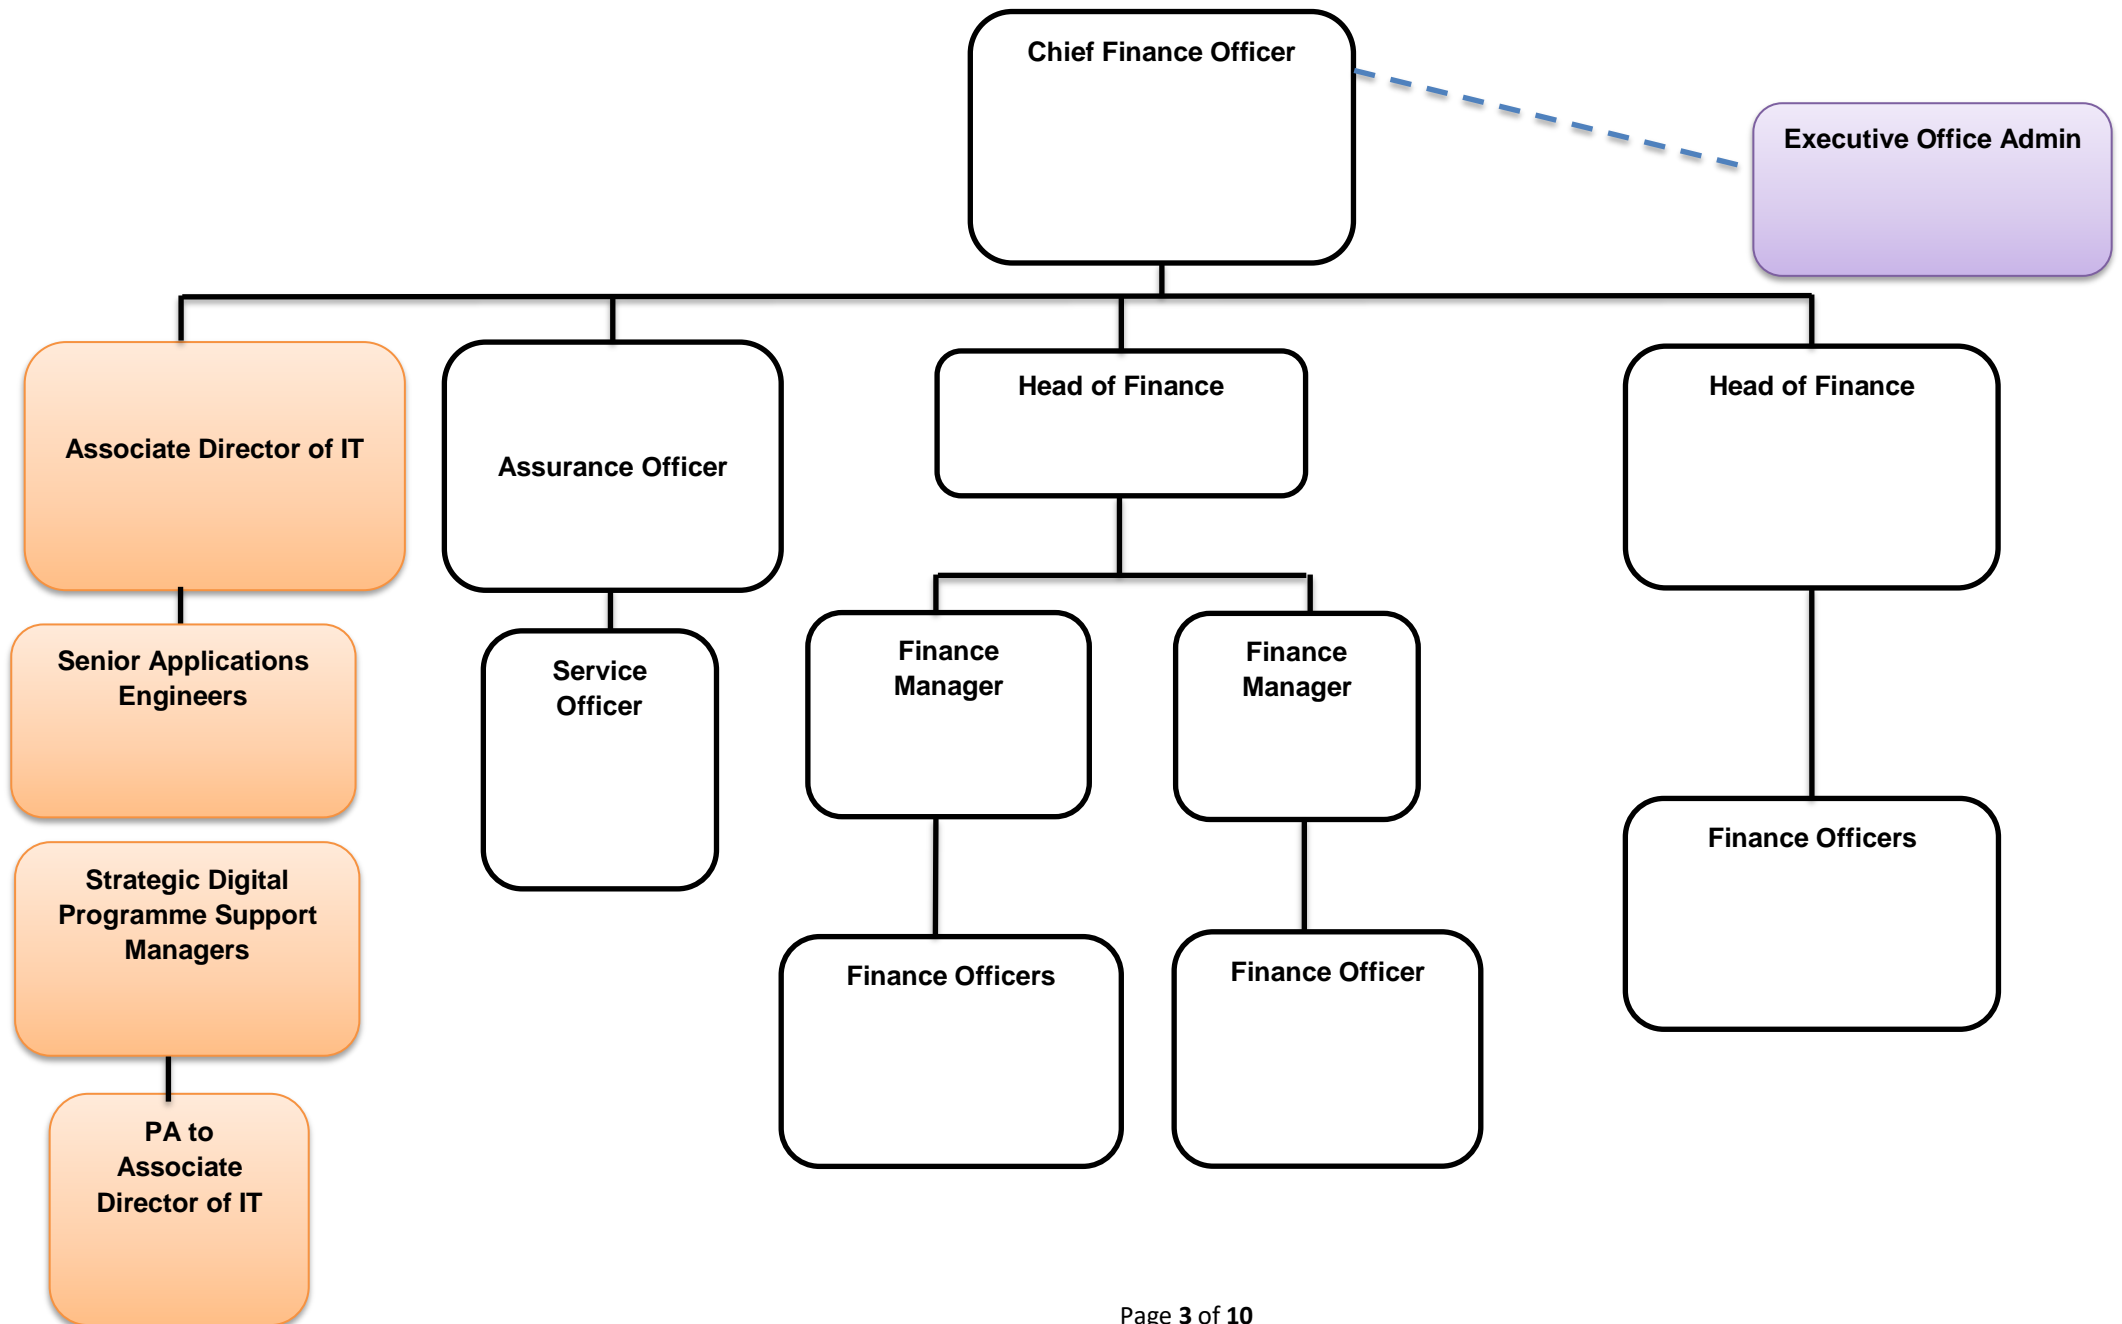 Chief Finance Officer
Executive Office Admin
Associate Director of IT
Assurance Officer
Head of Finance
Head of Finance
Senior Applications
Engineers
Service
Officer
Finance
Manager
Finance
Manager
Strategic Digital
Programme Support
Managers
Finance Officers
Finance Officer
Finance Officers
PA to
Associate
Director of IT
Page 3 of 10